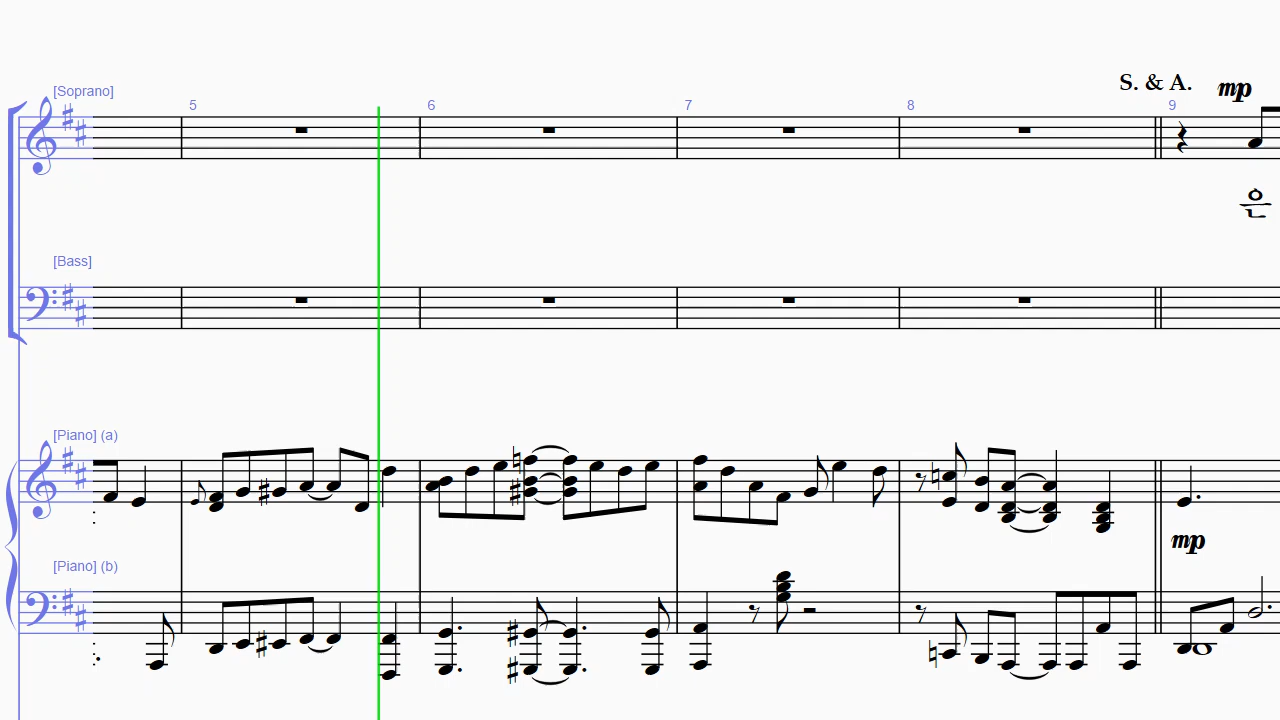 S. & A.
[Soprano]
5
6
7
8
9
mp
은
[Bass]
[Piano] (a)
mp
[Piano] (b)